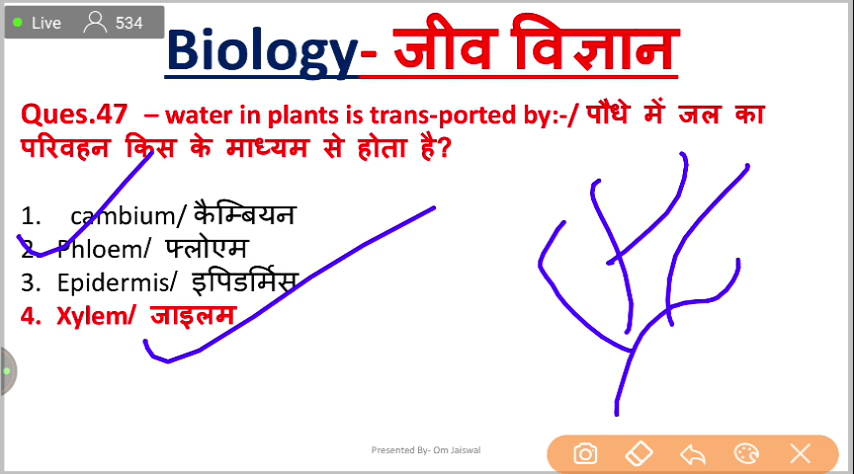 Live 534
Biology- जीव विज्ञान
Ques.47 – water in plants is trans-ported by:-/ पौधे में जल का
परिवहन किस के माध्यम से होता है?
1. cambium/ कैम्बियन
2. Phloem/ फ्लोएम
3. Epidermis/ इपिडर्मिस
4. Xylem/ जाइलम
Presented By- Om Jaiswal